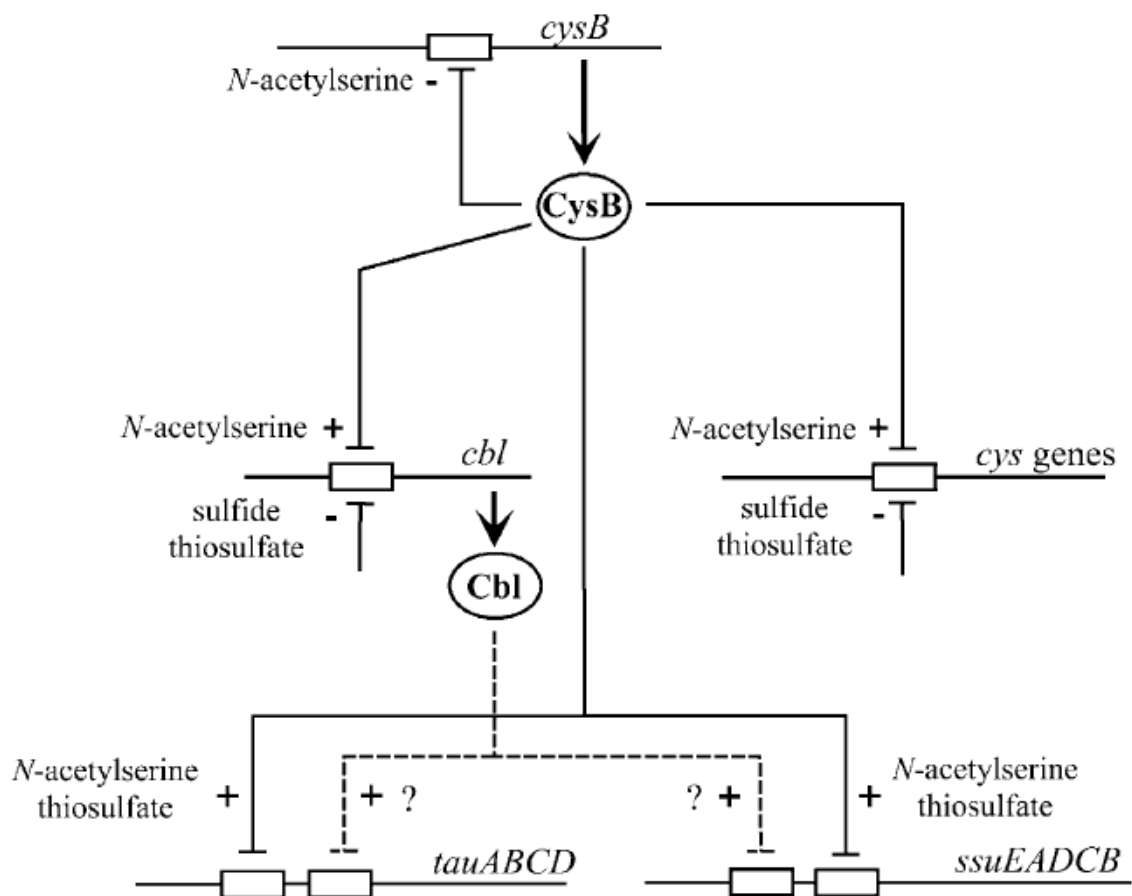 cysB
N-acetylserine -
CysB
N-acetylserine +
cbl
N-acetylserine +
cys genes
sulfide
thiosulfate -
sulfide
thiosulfate -
Cbl
N-acetylserine
thiosulfate +
+ ?
? +
+ N-acetylserine
thiosulfate
tauABCD
ssuEADCB